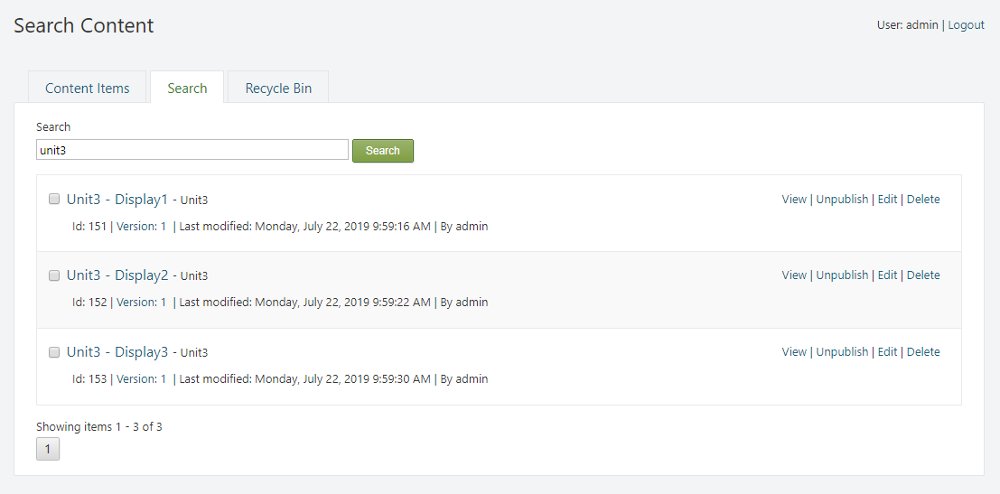 Search Content
User: admin | Logout
Content Items
Search
Recycle Bin
Search
unit3
Search
Unit3 - Display1 - Unit3
View | Unpublish | Edit | Delete
Id: 151 | Version: 1 | Last modified: Monday, July 22, 2019 9:59:16 AM | By admin
Unit3 - Display2 - Unit3
View | Unpublish | Edit | Delete
Id: 152 | Version: 1 | Last modified: Monday, July 22, 2019 9:59:22 AM | By admin
Unit3 - Display3 - Unit3
View | Unpublish | Edit | Delete
Id: 153 | Version: 1 | Last modified: Monday, July 22, 2019 9:59:30 AM | By admin
Showing items 1 - 3 of 3
1